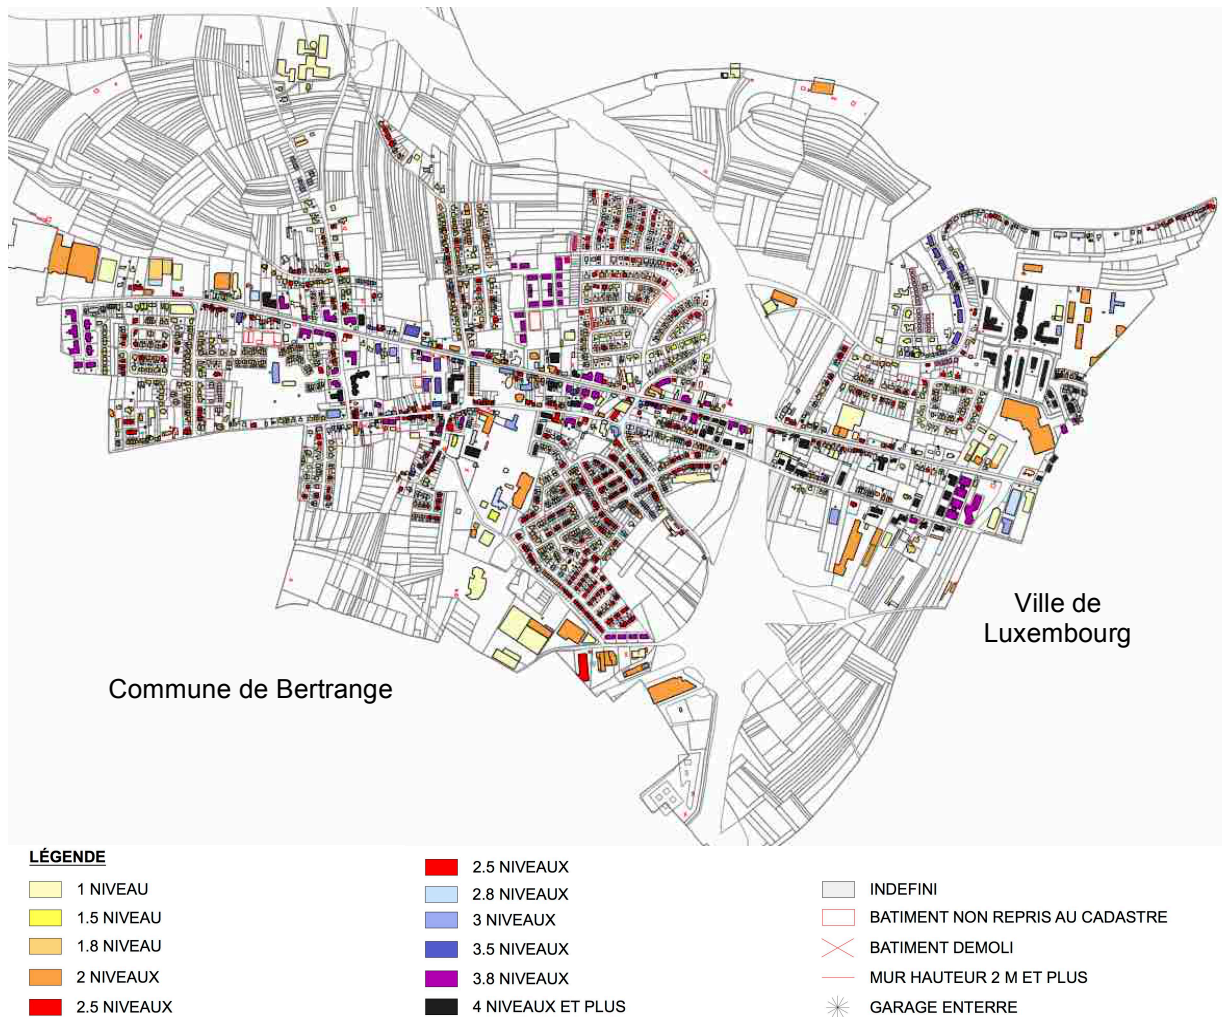 Ville de
Luxembourg
Commune de Bertrange
LÉGENDE
1 NIVEAU
1.5 NIVEAU
1.8 NIVEAU
2 NIVEAUX
2.5 NIVEAUX
2.5 NIVEAUX
2.8 NIVEAUX
3 NIVEAUX
3.5 NIVEAUX
3.8 NIVEAUX
4 NIVEAUX ET PLUS
INDEFINI
BATIMENT NON REPRIS AU CADASTRE
BATIMENT DEMOLI
MUR HAUTEUR 2 M ET PLUS
GARAGE ENTERRE